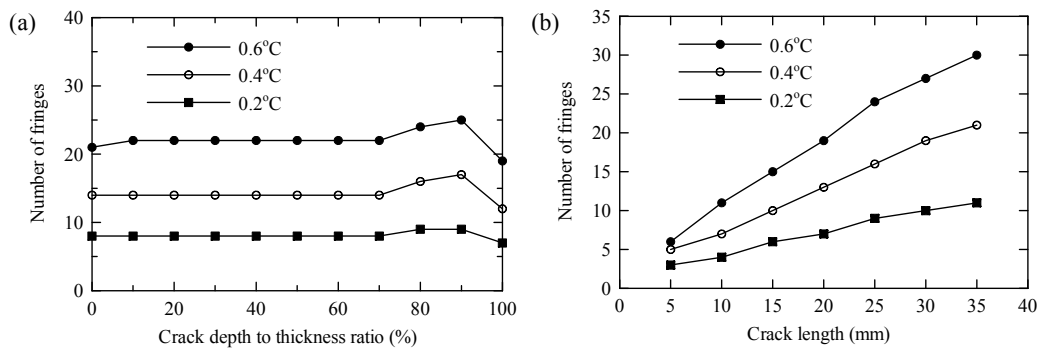 (a)
40
30
20
10
0
Number of fringes
0.6°C
0.4°C
0.2°C
0 10 20 30 40 50 60 70 80 90 100
Crack depth to thickness ratio (%)
(b)
35
30
25
20
15
10
5
0
Number of fringes
0.6°C
0.4°C
0.2°C
0 5 10 15 20 25 30 35 40
Crack length (mm)